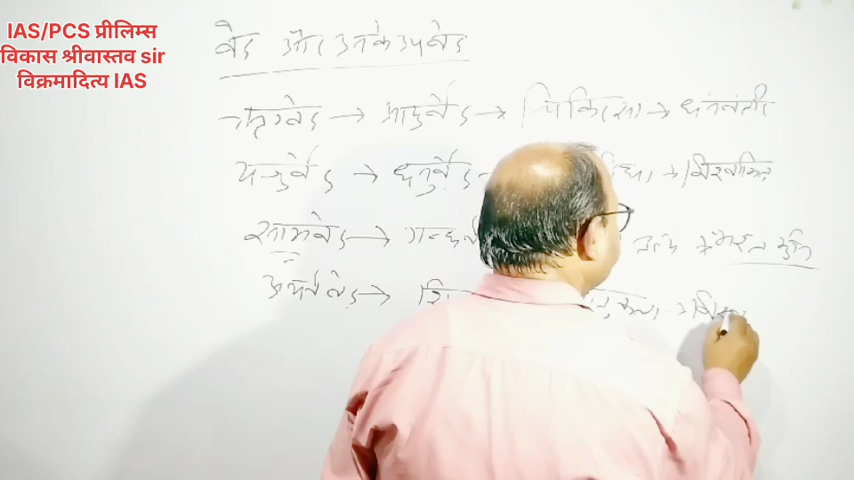 IAS/PCS प्रीलिम्स
विकास श्रीवास्तव sir
विक्रमादित्य IAS
वेद और उनके उपवेद
→ ऋग्वेद → आयुर्वेद → चिकित्सा → धन्वंतरि
यजुर्वेद → धनुर्वेद → विद्या → विश्वामित्र
सामवेद → गन्धर्व भरत मुनि
अथर्ववेद →